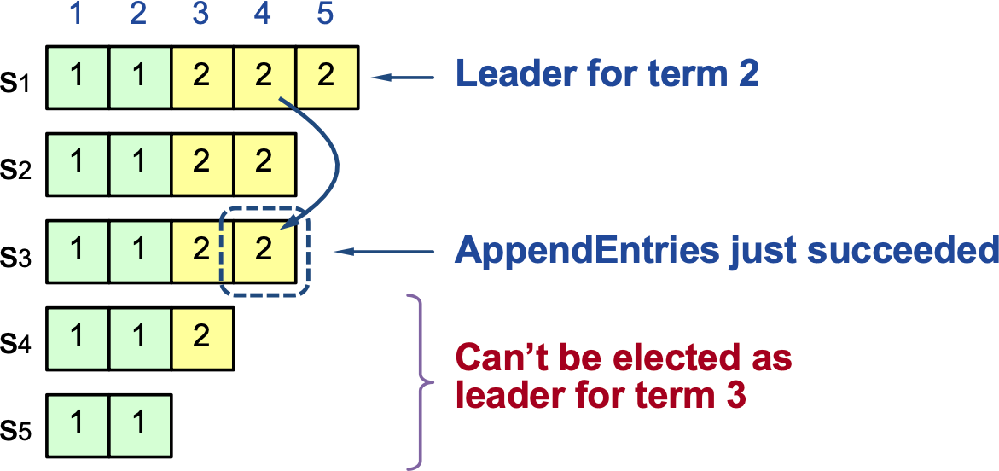 1 2 3 4 5
s1 1 1 2 2 2 Leader for term 2
s2 1 1 2 2
s3 1 1 2 2 AppendEntries just succeeded
s4 1 1 2
Can’t be elected as
leader for term 3
s5 1 1